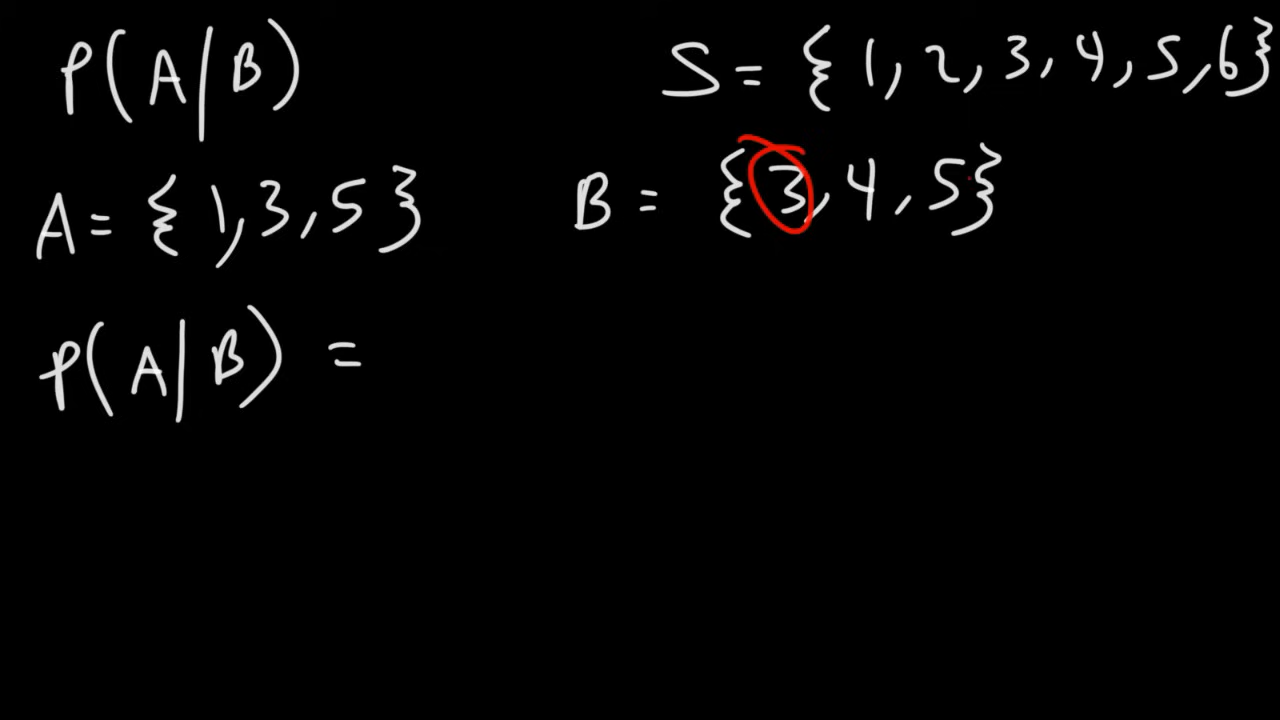 P(A|B)
S = {1, 2, 3, 4, 5, 6}
A = {1, 3, 5}
B = {3, 4, 5}
P(A|B) =